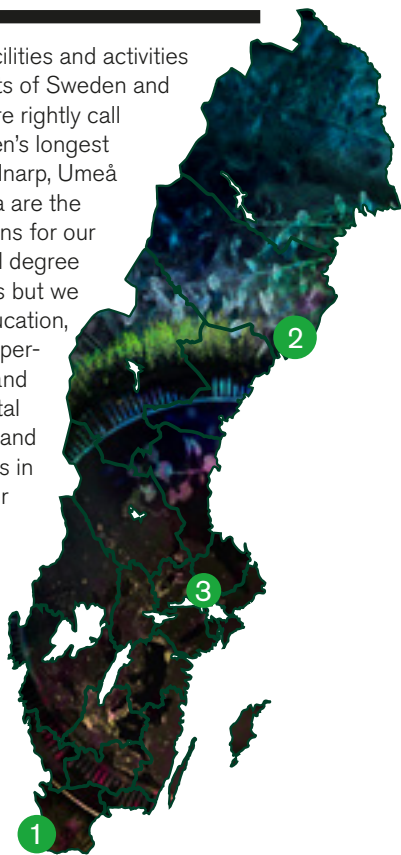 cilities and activities
ts of Sweden and
re rightly call
en's longest
lnarp, Umeå
a are the
ns for our
l degree
s but we
ucation,
per-
and
tal
and
s in
r
2
3
1